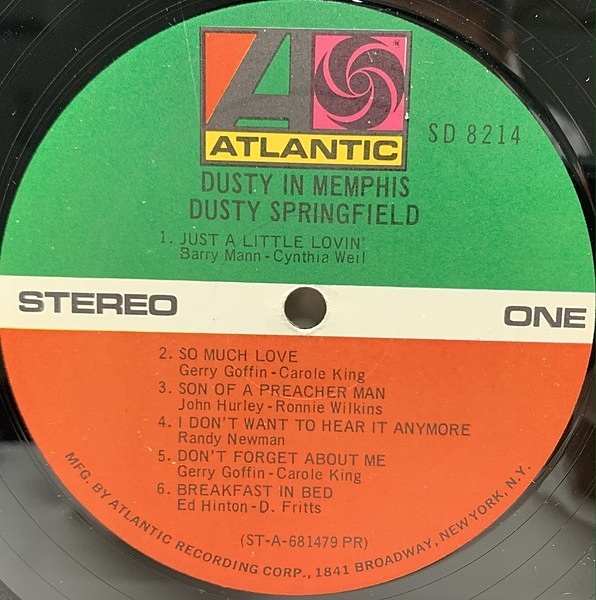 ATLANTIC
SD 8214
DUSTY IN MEMPHIS
DUSTY SPRINGFIELD
1. JUST A LITTLE LOVIN'
Barry Mann - Cynthia Weil
STEREO
ONE
2. SO MUCH LOVE
Gerry Goffin - Carole King
3. SON OF A PREACHER MAN
John Hurley - Ronnie Wilkins
4. I DON'T WANT TO HEAR IT ANYMORE
Randy Newman
5. DON'T FORGET ABOUT ME
Gerry Goffin - Carole King
6. BREAKFAST IN BED
Ed Hinton - D. Fritts
(ST-A-681479 PR)
MFG. BY ATLANTIC RECORDING CORP., 1841 BROADWAY, NEW YORK, N.Y.